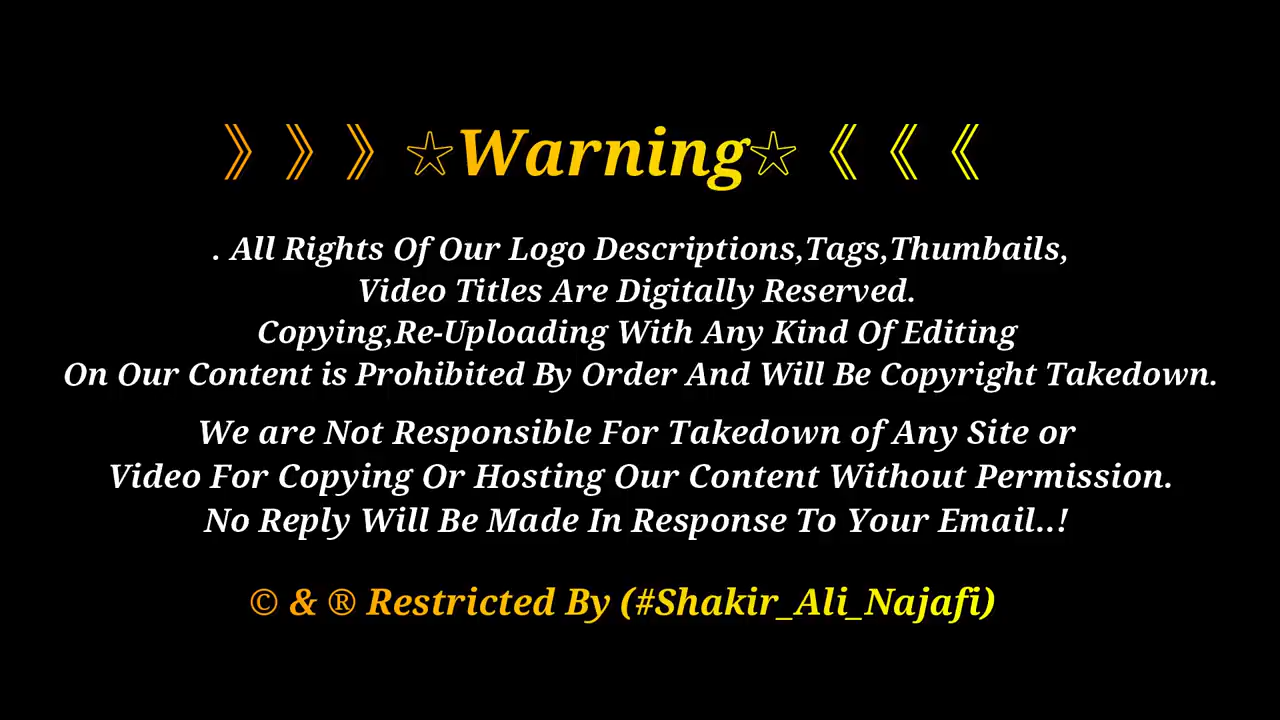 》》》☆Warning☆《《《
. All Rights Of Our Logo Descriptions,Tags,Thumbails,
Video Titles Are Digitally Reserved.
Copying,Re-Uploading With Any Kind Of Editing
On Our Content is Prohibited By Order And Will Be Copyright Takedown.
We are Not Responsible For Takedown of Any Site or
Video For Copying Or Hosting Our Content Without Permission.
No Reply Will Be Made In Response To Your Email..!
© & ® Restricted By (#Shakir_Ali_Najafi)